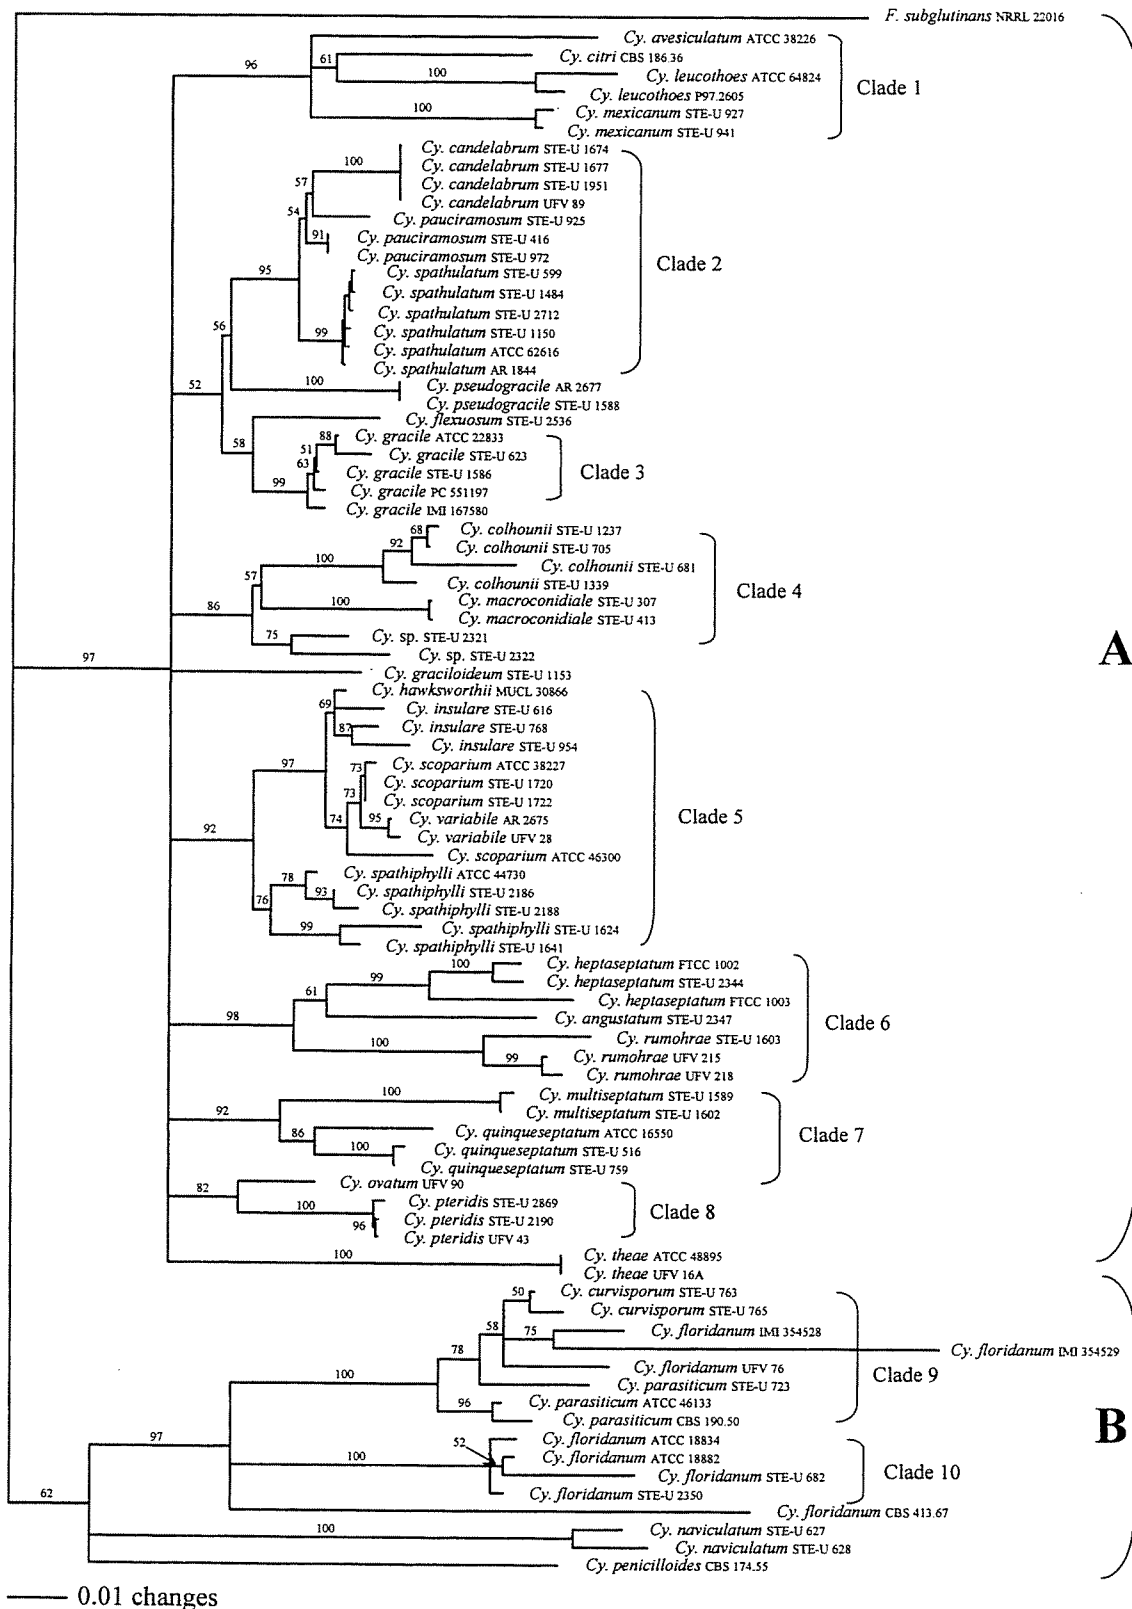 F. subglutinans NRRL 22016
Cy. avesiculatum ATCC 38226
96
61
Cy. citri CBS 186.36
100
Cy. leucothoes ATCC 64824
Cy. leucothoes P97.2605
Clade 1
100
Cy. mexicanum STE-U 927
Cy. mexicanum STE-U 941
Cy. candelabrum STE-U 1674
100
Cy. candelabrum STE-U 1677
57
Cy. candelabrum STE-U 1951
Cy. candelabrum UFV 89
54
Cy. pauciramosum STE-U 925
91
Cy. pauciramosum STE-U 416
Cy. pauciramosum STE-U 972
Clade 2
95
Cy. spathulatum STE-U 599
Cy. spathulatum STE-U 1484
Cy. spathulatum STE-U 2712
56
99
Cy. spathulatum STE-U 1150
Cy. spathulatum ATCC 62616
Cy. spathulatum AR 1844
52
100
Cy. pseudogracile AR 2677
Cy. pseudogracile STE-U 1588
Cy. flexuosum STE-U 2536
58
88
Cy. gracile ATCC 22833
51
Cy. gracile STE-U 623
63
Cy. gracile STE-U 1586
Clade 3
99
Cy. gracile PC 551197
Cy. gracile IMI 167580
68
Cy. colhounii STE-U 1237
92
Cy. colhounii STE-U 705
100
Cy. colhounii STE-U 681
57
Cy. colhounii STE-U 1339
Clade 4
100
Cy. macroconidiale STE-U 307
86
Cy. macroconidiale STE-U 413
75
Cy. sp. STE-U 2321
Cy. sp. STE-U 2322
A
97
Cy. graciloideum STE-U 1153
Cy. hawksworthii MUCL 30866
69
Cy. insulare STE-U 616
87
Cy. insulare STE-U 768
Cy. insulare STE-U 954
97
73
Cy. scoparium ATCC 38227
Cy. scoparium STE-U 1720
73
Cy. scoparium STE-U 1722
74
95
Cy. variabile AR 2675
Clade 5
92
Cy. variabile UFV 28
Cy. scoparium ATCC 46300
78
Cy. spathiphylli ATCC 44730
93
Cy. spathiphylli STE-U 2186
76
Cy. spathiphylli STE-U 2188
99
Cy. spathiphylli STE-U 1624
Cy. spathiphylli STE-U 1641
100
Cy. heptaseptatum FTCC 1002
99
Cy. heptaseptatum STE-U 2344
61
Cy. heptaseptatum FTCC 1003
98
Cy. angustatum STE-U 2347
Clade 6
100
Cy. rumohrae STE-U 1603
99
Cy. rumohrae UFV 215
Cy. rumohrae UFV 218
100
Cy. multiseptatum STE-U 1589
92
Cy. multiseptatum STE-U 1602
86
Cy. quinqueseptatum ATCC 16550
Clade 7
100
Cy. quinqueseptatum STE-U 516
Cy. quinqueseptatum STE-U 759
82
Cy. ovatum UFV 90
100
Cy. pteridis STE-U 2869
96
Cy. pteridis STE-U 2190
Clade 8
Cy. pteridis UFV 43
100
Cy. theae ATCC 48895
Cy. theae UFV 16A
50
Cy. curvisporum STE-U 763
Cy. curvisporum STE-U 765
58
75
Cy. floridanum IMI 354528
Cy. floridanum IMI 354529
78
Cy. floridanum UFV 76
Clade 9
100
Cy. parasiticum STE-U 723
96
Cy. parasiticum ATCC 46133
Cy. parasiticum CBS 190.50
B
97
52
Cy. floridanum ATCC 18834
100
Cy. floridanum ATCC 18882
Clade 10
Cy. floridanum STE-U 682
62
Cy. floridanum STE-U 2350
Cy. floridanum CBS 413.67
100
Cy. naviculatum STE-U 627
Cy. naviculatum STE-U 628
Cy. penicilloides CBS 174.55
0.01 changes